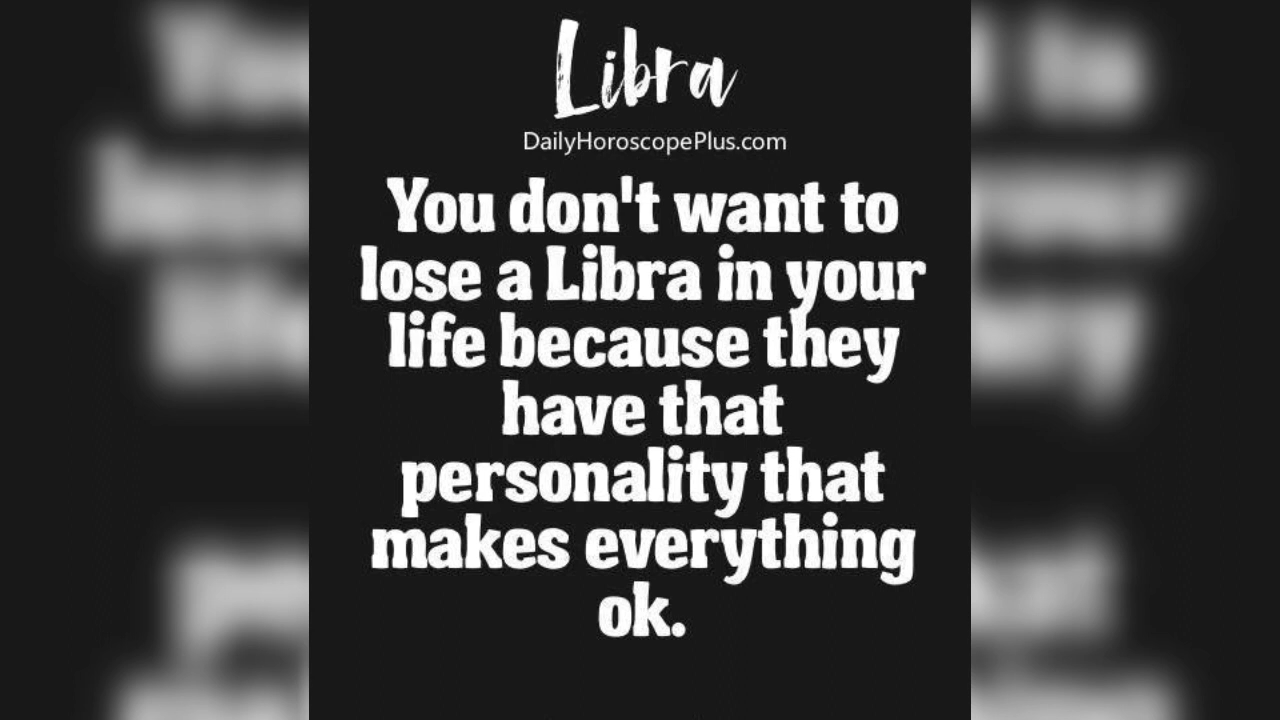 Libra
DailyHoroscopePlus.com
You don't want to
lose a Libra in your
life because they
have that
personality that
makes everything
ok.